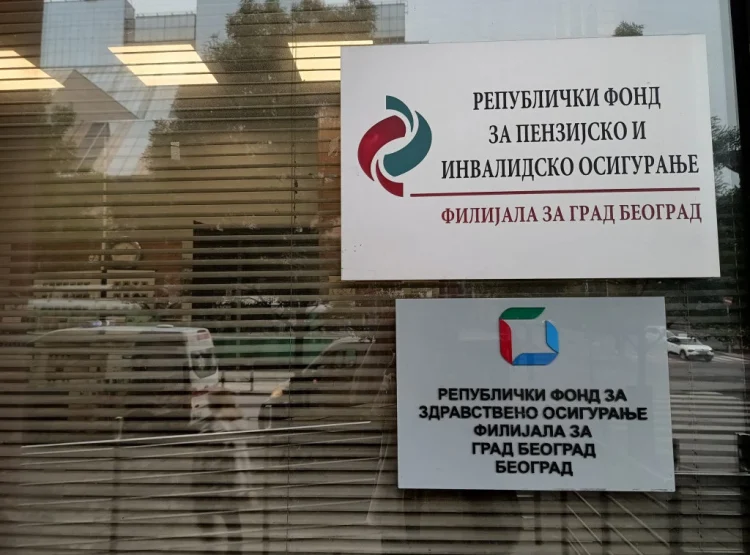 РЕПУБЛИЧКИ ФОНД
ЗА ПЕНЗИЈСКО И
ИНВАЛИДСКО ОСИГУРАЊЕ
ФИЛИЈАЛА ЗА ГРАД БЕОГРАД
РЕПУБЛИЧКИ ФОНД ЗА
ЗДРАВСТВЕНО ОСИГУРАЊЕ
ФИЛИЈАЛА ЗА
ГРАД БЕОГРАД
БЕОГРАД